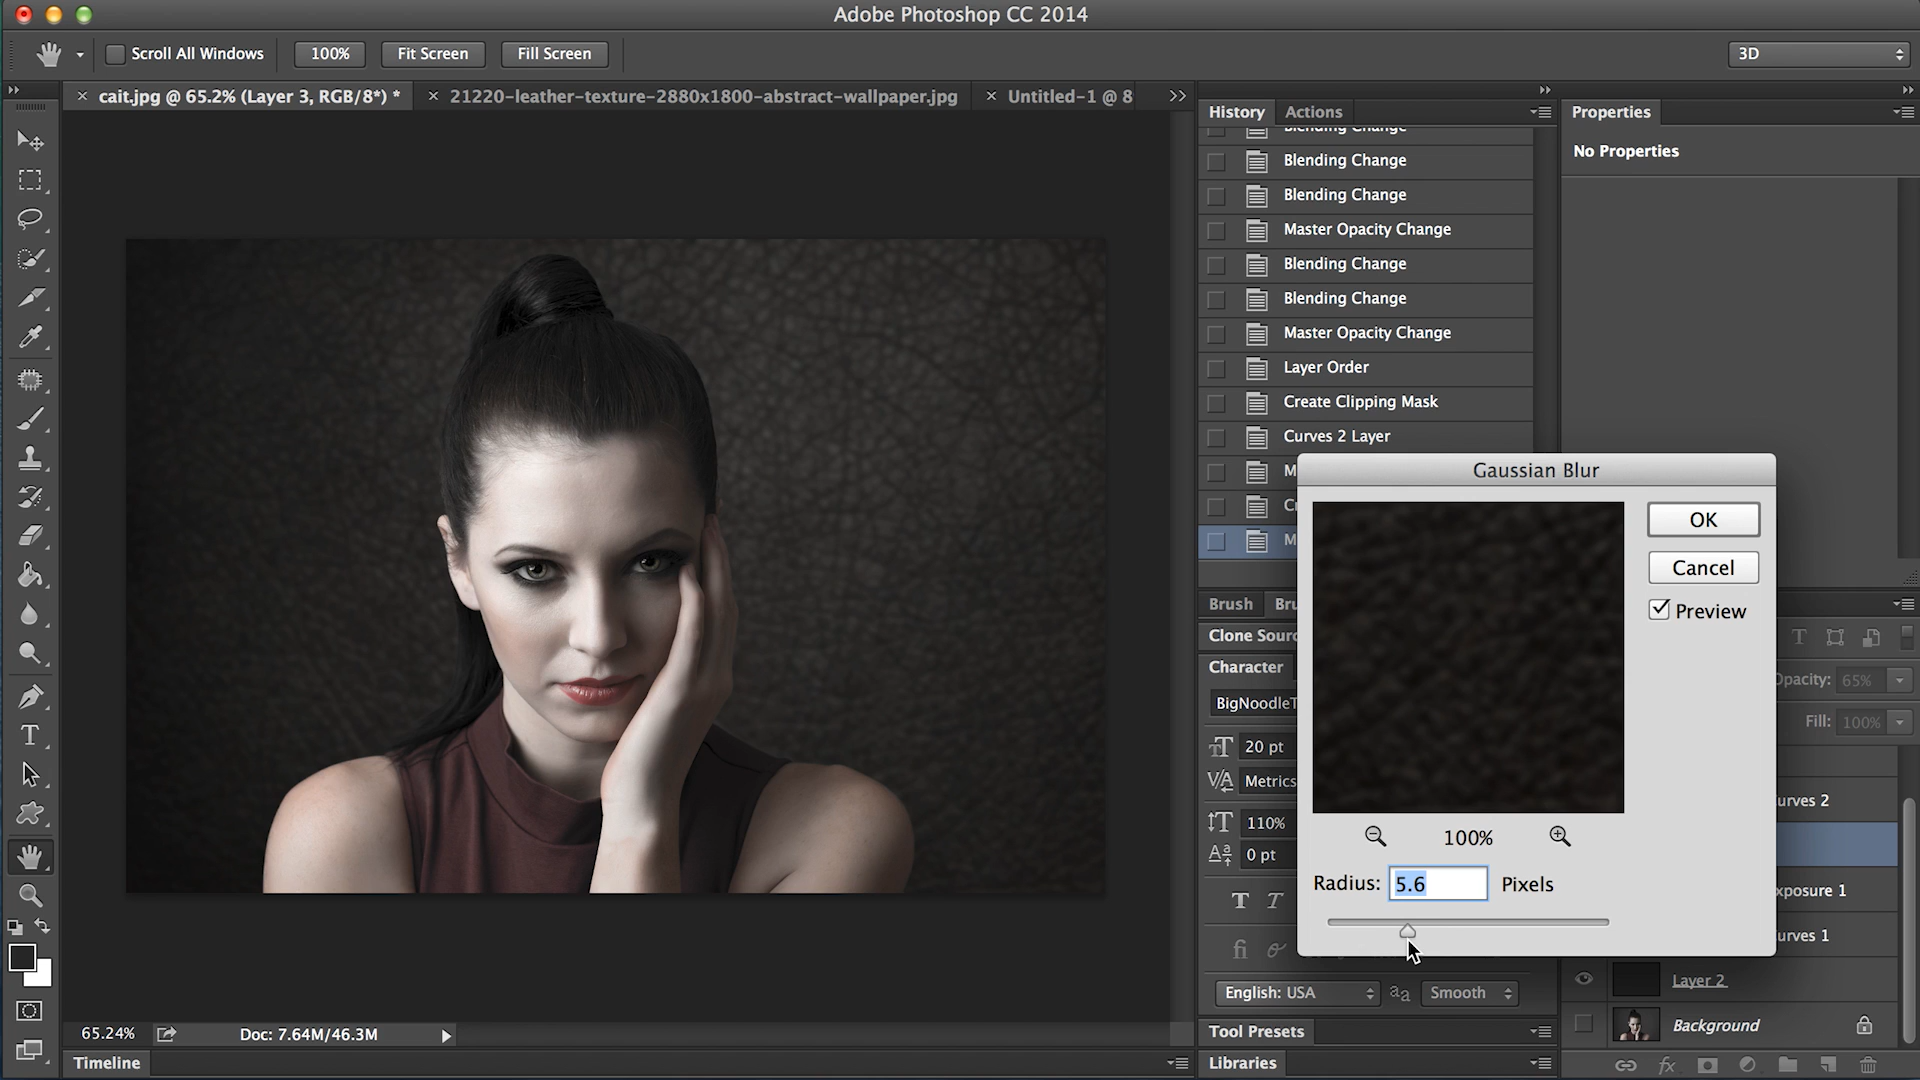 Adobe Photoshop CC 2014
Scroll All Windows
100%
Fit Screen
Fill Screen
3D
× cait.jpg @ 65.2% (Layer 3, RGB/8*) *
× 21220-leather-texture-2880x1800-abstract-wallpaper.jpg
× Untitled-1 @ 8
History
Actions
Properties
No Properties
Blending Change
Blending Change
Blending Change
Master Opacity Change
Blending Change
Blending Change
Master Opacity Change
Layer Order
Create Clipping Mask
Curves 2 Layer
M
M
Gaussian Blur
OK
Cancel
Preview
100%
Radius: 5.6 Pixels
Brush
Bru
Clone Sourc
Character
BigNoodleT
20 pt
Metrics
110%
0 pt
T T
fi
English: USA
aa
Smooth
Tool Presets
Libraries
Opacity: 65%
Fill: 100%
urves 2
xposure 1
urves 1
Layer 2
Background
65.24%
Doc: 7.64M/46.3M
Timeline